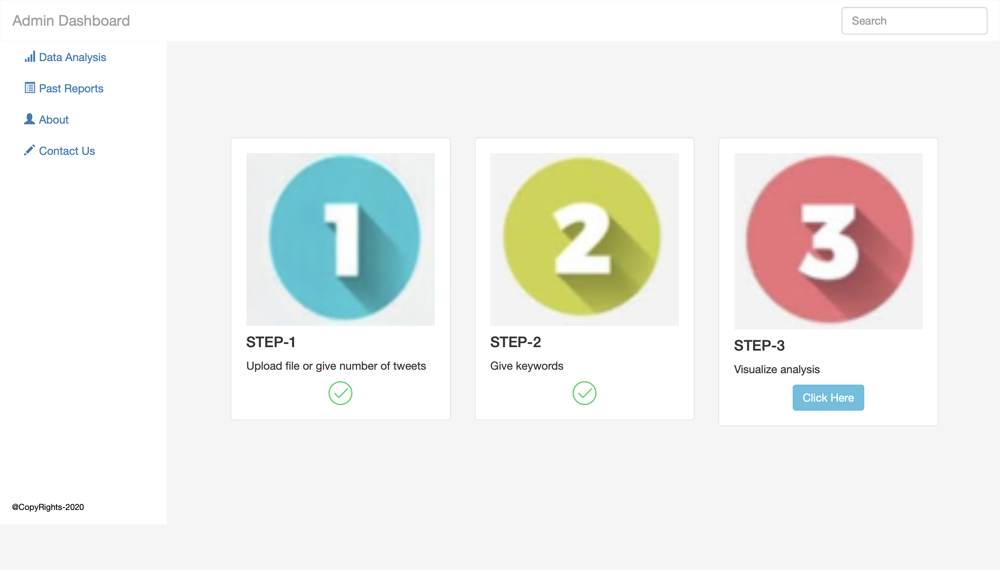 Admin Dashboard
Search
Data Analysis
Past Reports
About
Contact Us
1
STEP-1
Upload file or give number of tweets
2
STEP-2
Give keywords
3
STEP-3
Visualize analysis
Click Here
@CopyRights-2020